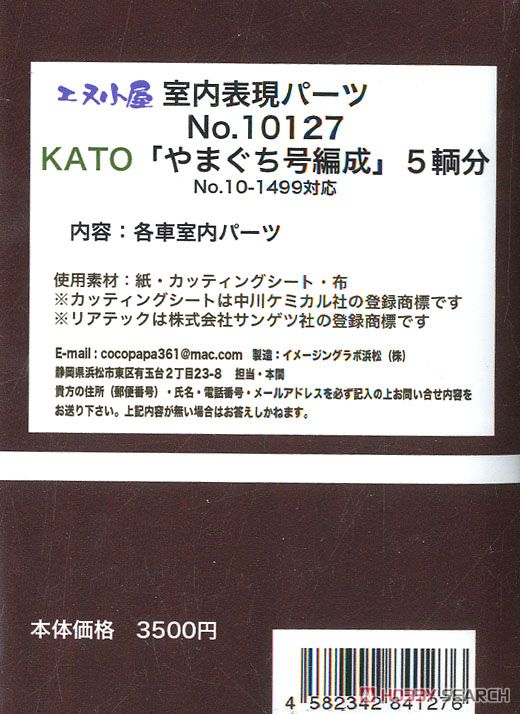 エヌ小屋 室内表現パーツ
No.10127
KATO「やまぐち号編成」５輌分
No.10-1499対応
内容：各車室内パーツ
使用素材：紙・カッティングシート・布
※カッティングシートは中川ケミカル社の登録商標です
※リアテックは株式会社サンゲツ社の登録商標です
E-mail : cocopapa361@mac.com 製造：イメージングラボ浜松（株）
静岡県浜松市東区有玉台２丁目23-8 担当・本間
貴方の住所（郵便番号）・氏名・電話番号・メールアドレスを必ず記入の上お問い合せ内容を
お送り下さい。上記内容が無い場合はお答えしかねます。
本体価格 3500円
4 582342 841276
HOBBY SEARCH